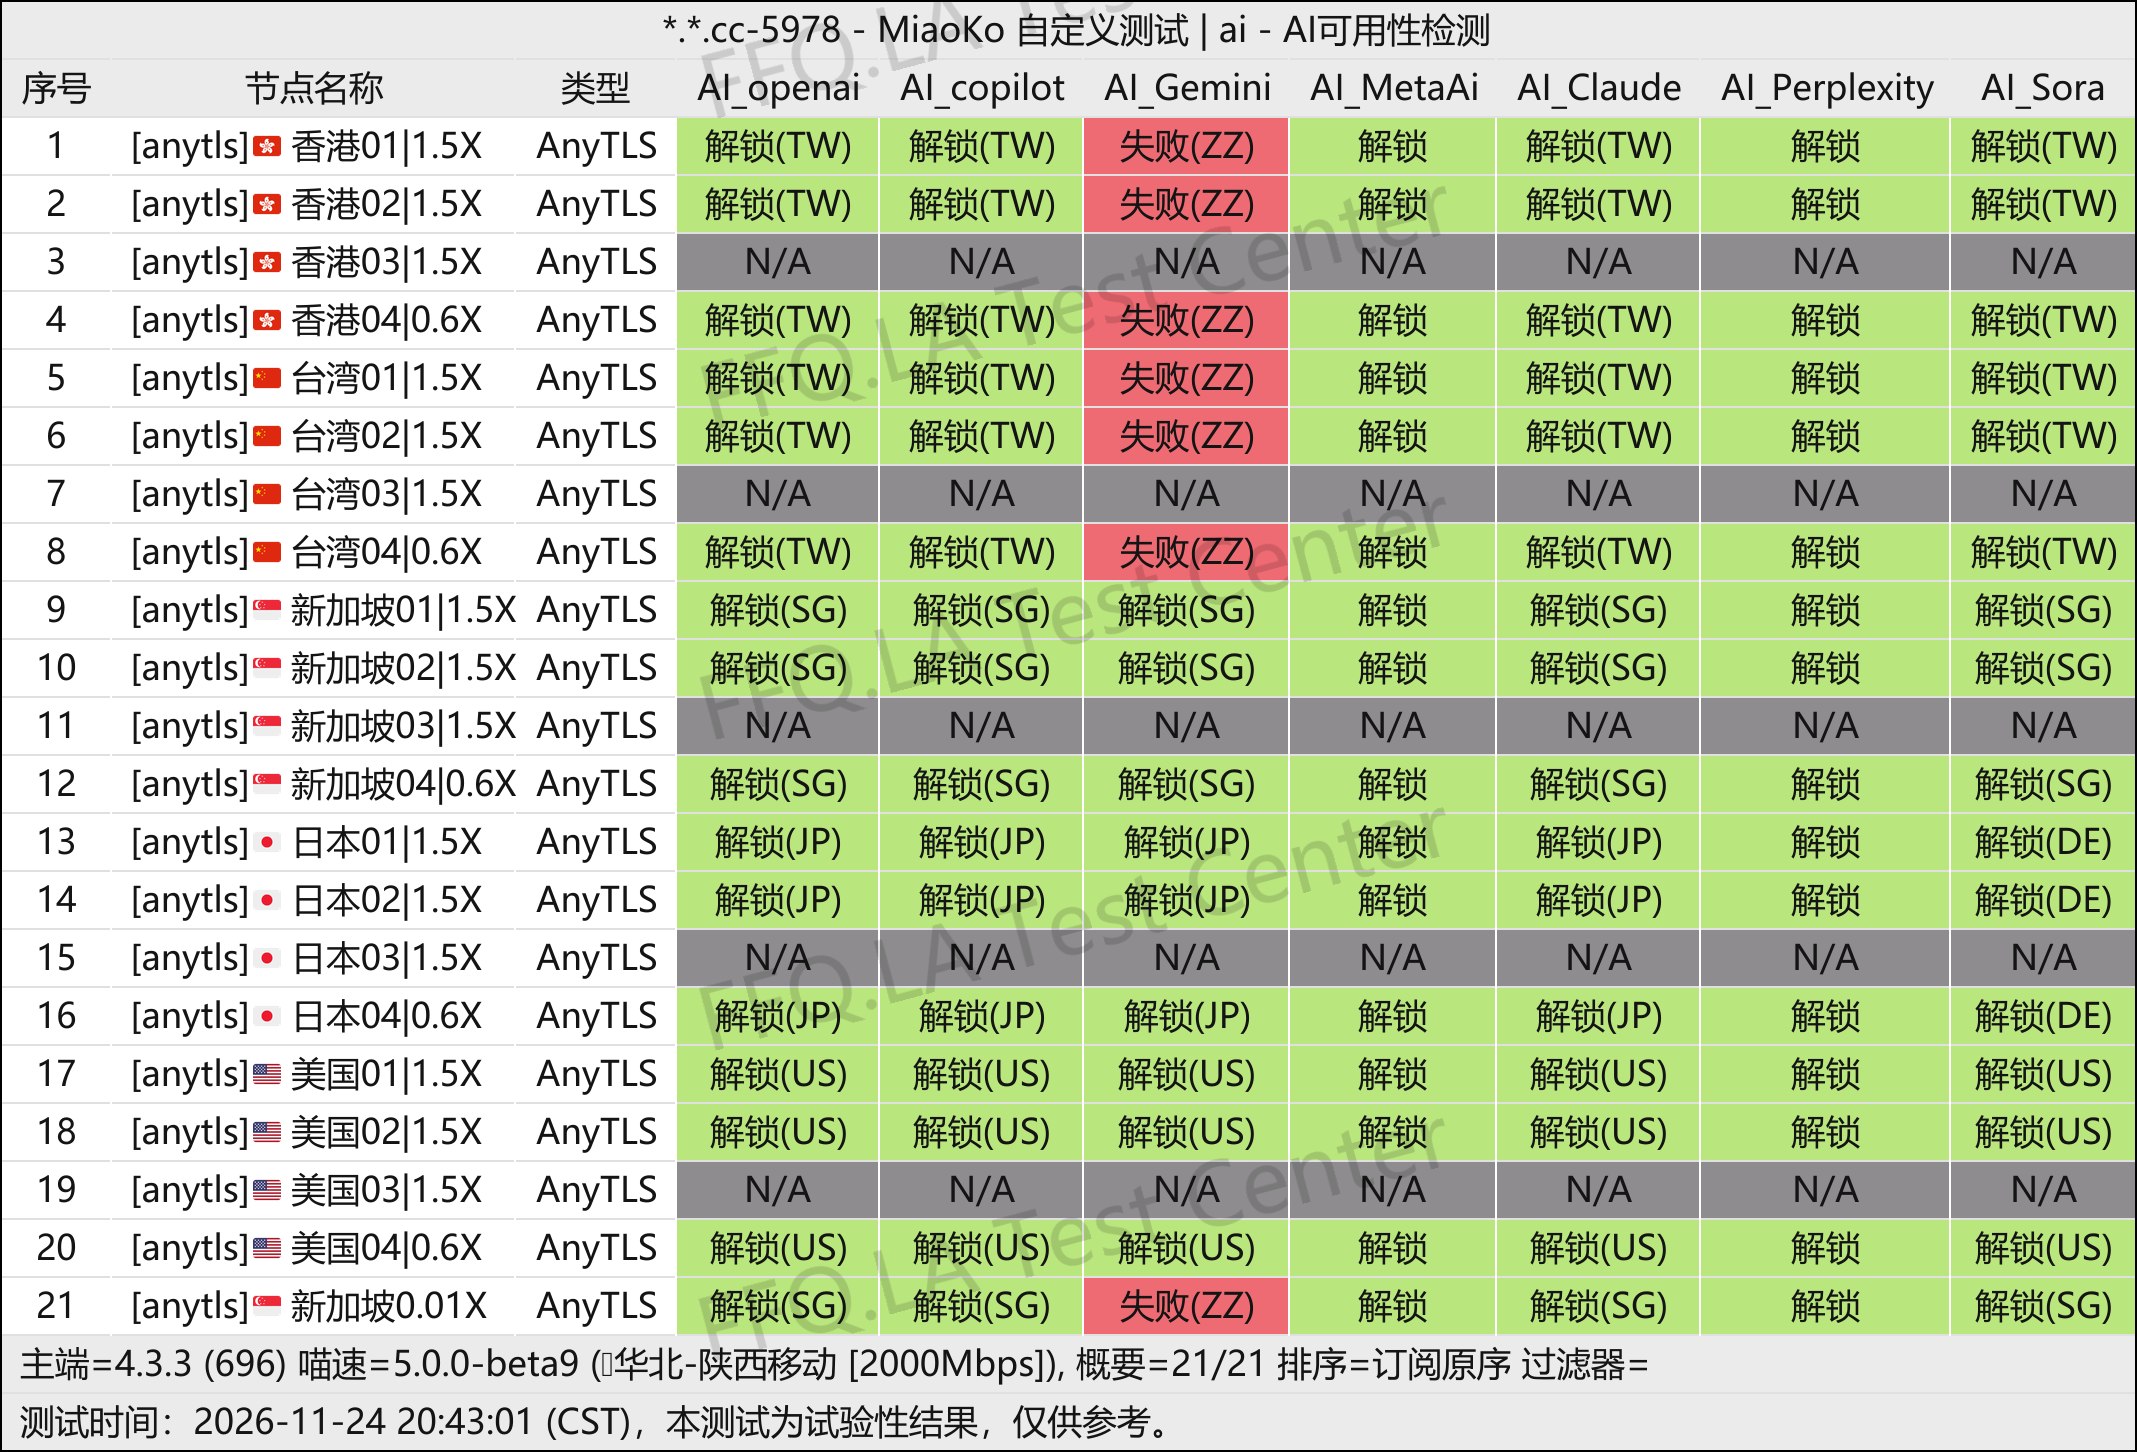 *.*.cc-5978 - MiaoKo 自定义测试 | ai - AI可用性检测
序号 节点名称 类型 AI_openai AI_copilot AI_Gemini AI_MetaAi AI_Claude AI_Perplexity AI_Sora
1 [anytls]🇭🇰 香港01|1.5X AnyTLS 解锁(TW) 解锁(TW) 失败(ZZ) 解锁 解锁(TW) 解锁 解锁(TW)
2 [anytls]🇭🇰 香港02|1.5X AnyTLS 解锁(TW) 解锁(TW) 失败(ZZ) 解锁 解锁(TW) 解锁 解锁(TW)
3 [anytls]🇭🇰 香港03|1.5X AnyTLS N/A N/A N/A N/A N/A N/A N/A
4 [anytls]🇭🇰 香港04|0.6X AnyTLS 解锁(TW) 解锁(TW) 失败(ZZ) 解锁 解锁(TW) 解锁 解锁(TW)
5 [anytls]🇨🇳 台湾01|1.5X AnyTLS 解锁(TW) 解锁(TW) 失败(ZZ) 解锁 解锁(TW) 解锁 解锁(TW)
6 [anytls]🇨🇳 台湾02|1.5X AnyTLS 解锁(TW) 解锁(TW) 失败(ZZ) 解锁 解锁(TW) 解锁 解锁(TW)
7 [anytls]🇨🇳 台湾03|1.5X AnyTLS N/A N/A N/A N/A N/A N/A N/A
8 [anytls]🇨🇳 台湾04|0.6X AnyTLS 解锁(TW) 解锁(TW) 失败(ZZ) 解锁 解锁(TW) 解锁 解锁(TW)
9 [anytls]🇸🇬 新加坡01|1.5X AnyTLS 解锁(SG) 解锁(SG) 解锁(SG) 解锁 解锁(SG) 解锁 解锁(SG)
10 [anytls]🇸🇬 新加坡02|1.5X AnyTLS 解锁(SG) 解锁(SG) 解锁(SG) 解锁 解锁(SG) 解锁 解锁(SG)
11 [anytls]🇸🇬 新加坡03|1.5X AnyTLS N/A N/A N/A N/A N/A N/A N/A
12 [anytls]🇸🇬 新加坡04|0.6X AnyTLS 解锁(SG) 解锁(SG) 解锁(SG) 解锁 解锁(SG) 解锁 解锁(SG)
13 [anytls]🇯🇵 日本01|1.5X AnyTLS 解锁(JP) 解锁(JP) 解锁(JP) 解锁 解锁(JP) 解锁 解锁(DE)
14 [anytls]🇯🇵 日本02|1.5X AnyTLS 解锁(JP) 解锁(JP) 解锁(JP) 解锁 解锁(JP) 解锁 解锁(DE)
15 [anytls]🇯🇵 日本03|1.5X AnyTLS N/A N/A N/A N/A N/A N/A N/A
16 [anytls]🇯🇵 日本04|0.6X AnyTLS 解锁(JP) 解锁(JP) 解锁(JP) 解锁 解锁(JP) 解锁 解锁(DE)
17 [anytls]🇺🇸 美国01|1.5X AnyTLS 解锁(US) 解锁(US) 解锁(US) 解锁 解锁(US) 解锁 解锁(US)
18 [anytls]🇺🇸 美国02|1.5X AnyTLS 解锁(US) 解锁(US) 解锁(US) 解锁 解锁(US) 解锁 解锁(US)
19 [anytls]🇺🇸 美国03|1.5X AnyTLS N/A N/A N/A N/A N/A N/A N/A
20 [anytls]🇺🇸 美国04|0.6X AnyTLS 解锁(US) 解锁(US) 解锁(US) 解锁 解锁(US) 解锁 解锁(US)
21 [anytls]🇸🇬 新加坡0.01X AnyTLS 解锁(SG) 解锁(SG) 失败(ZZ) 解锁 解锁(SG) 解锁 解锁(SG)
主端=4.3.3 (696) 喵速=5.0.0-beta9 (华北-陕西移动 [2000Mbps]), 概要=21/21 排序=订阅原序 过滤器=
测试时间：2026-11-24 20:43:01 (CST)，本测试为试验性结果，仅供参考。
FFQ.LA Test Center
FFQ.LA Test Center
FFQ.LA Test Center
FFQ.LA Test Center
FFQ.LA